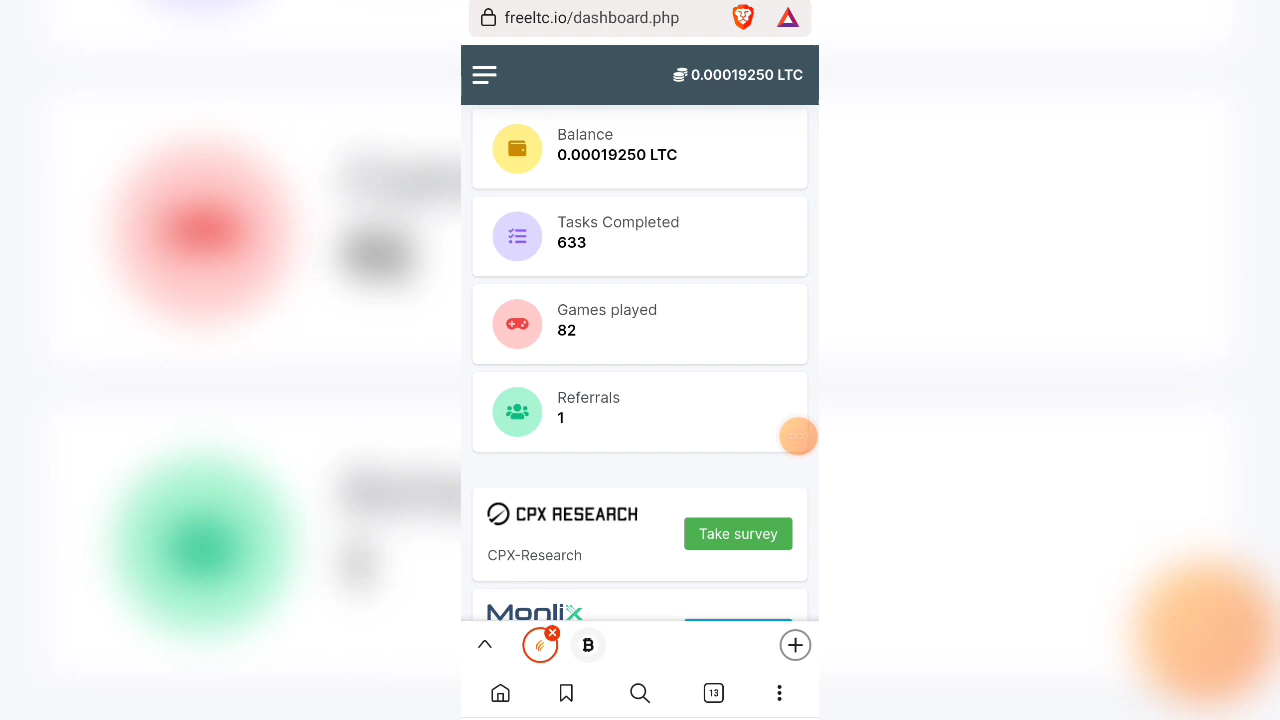 freeltc.io/dashboard.php
0.00019250 LTC
Balance
0.00019250 LTC
Tasks Completed
633
Games played
82
Referrals
1
CPX RESEARCH
Take survey
CPX-Research
Monlix
13